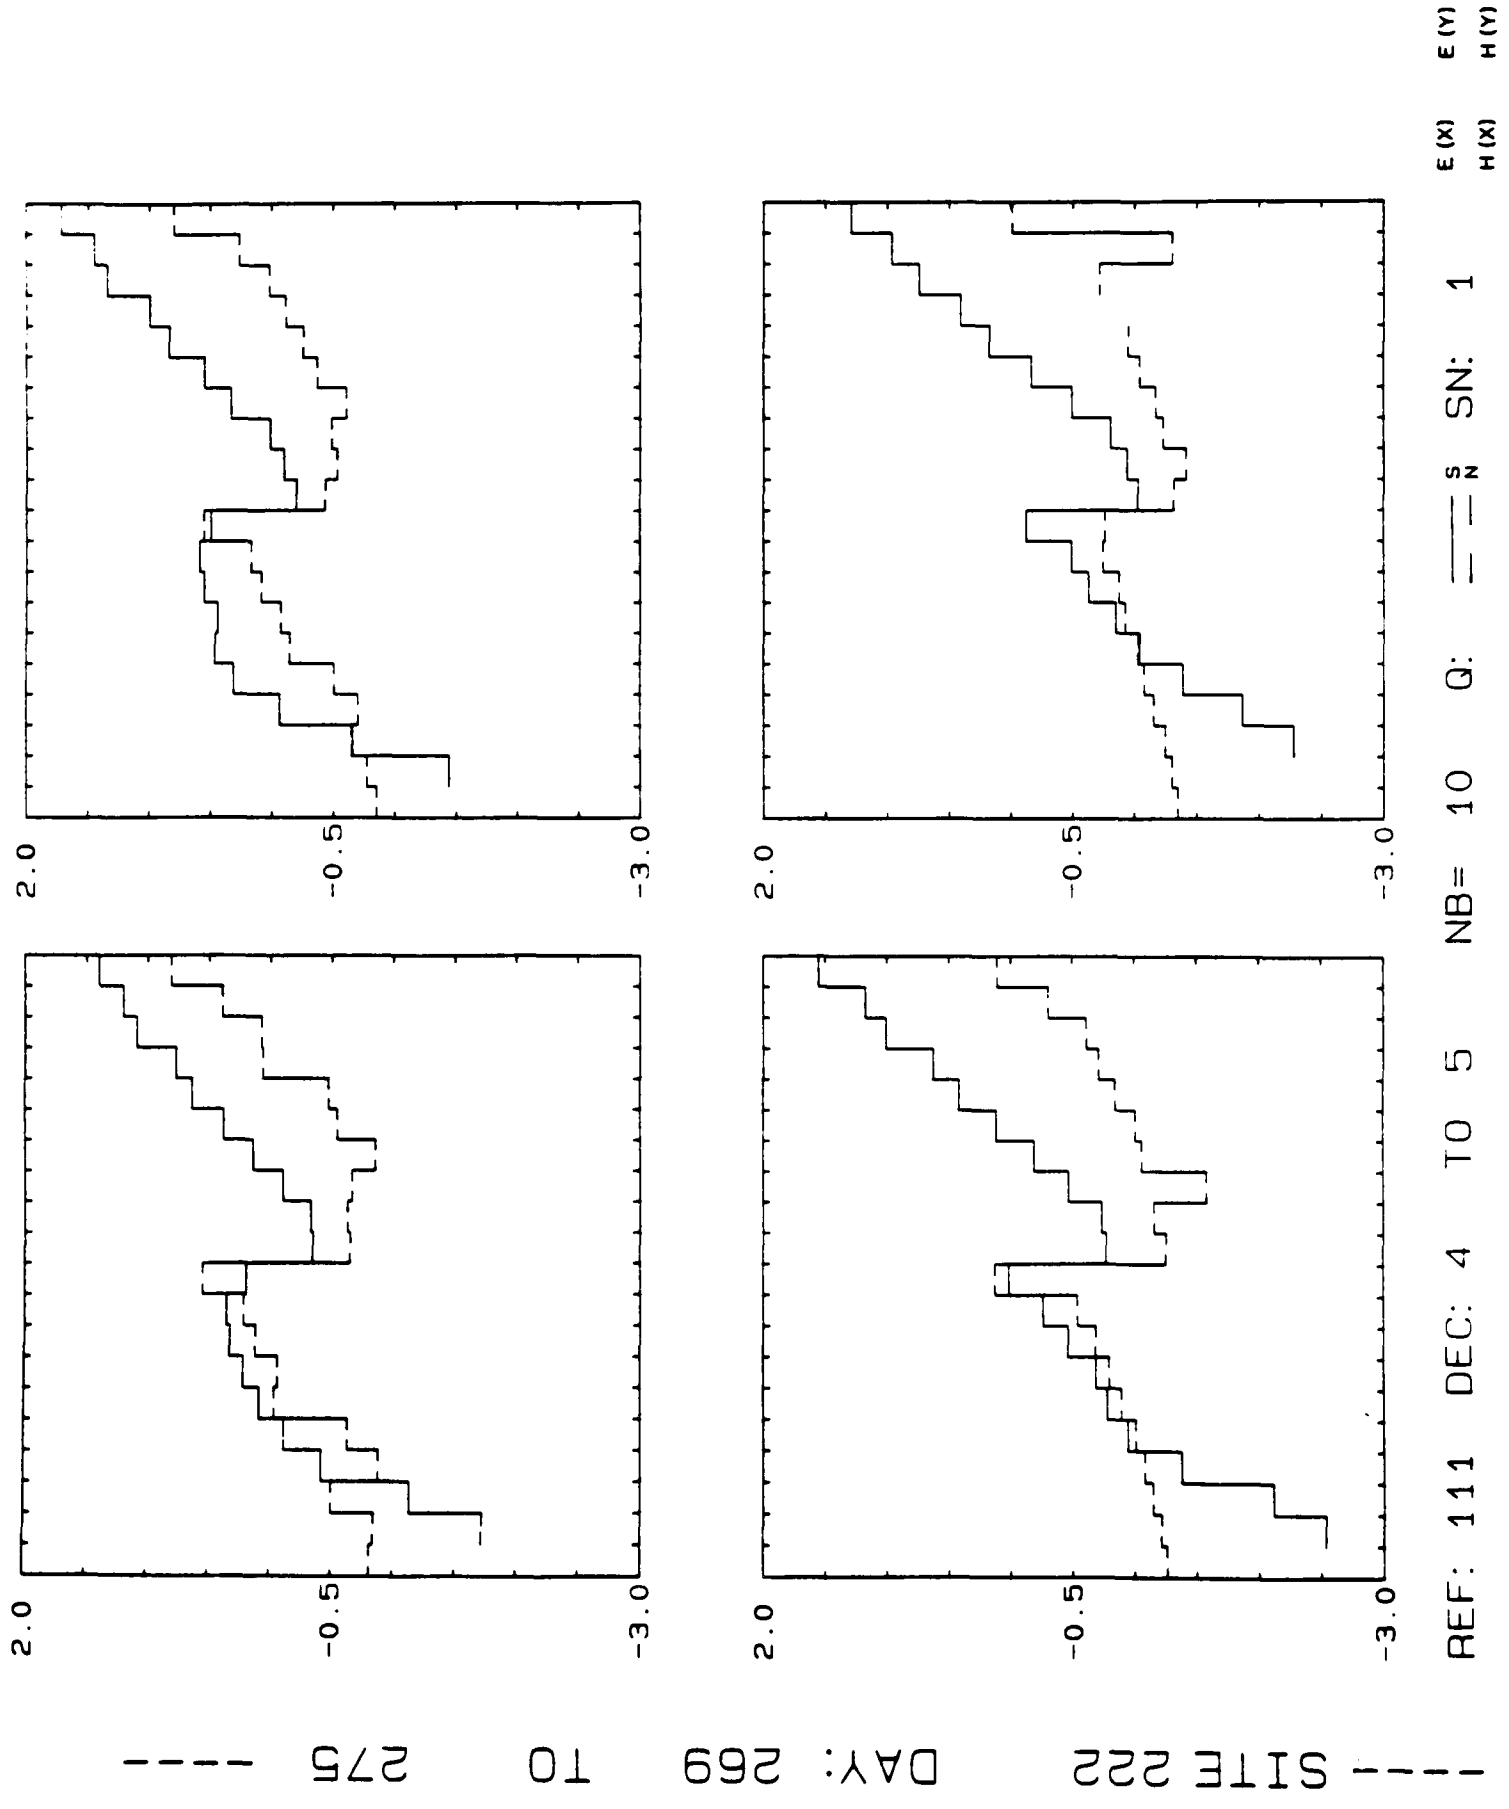 ---- SITE 222 DAY: 269 TO 275 ----
2.0 2.0
-0.5 -0.5
-3.0 -3.0
2.0 2.0
-0.5 -0.5
-3.0 -3.0
REF: 111 DEC: 4 TO 5 NB= 10 Q: S N SN: 1
E(X) E(Y)
H(X) H(Y)